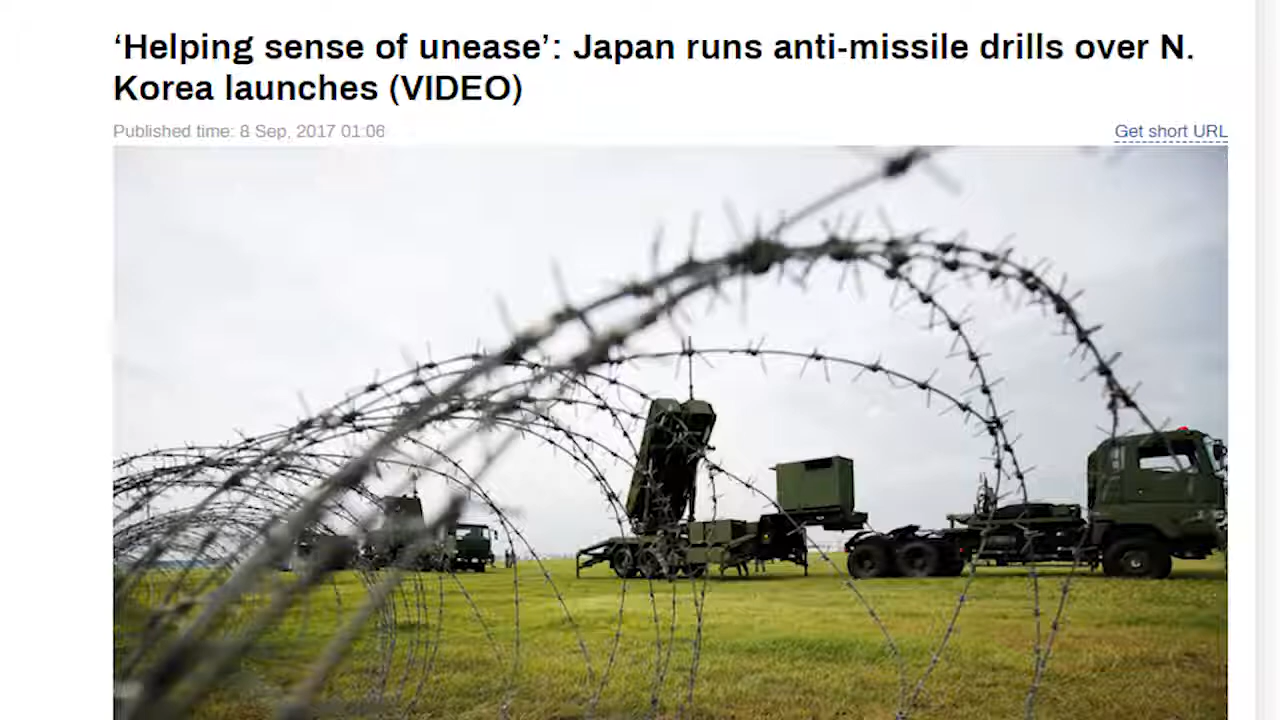 ‘Helping sense of unease’: Japan runs anti-missile drills over N.
Korea launches (VIDEO)
Published time: 8 Sep, 2017 01:06
Get short URL